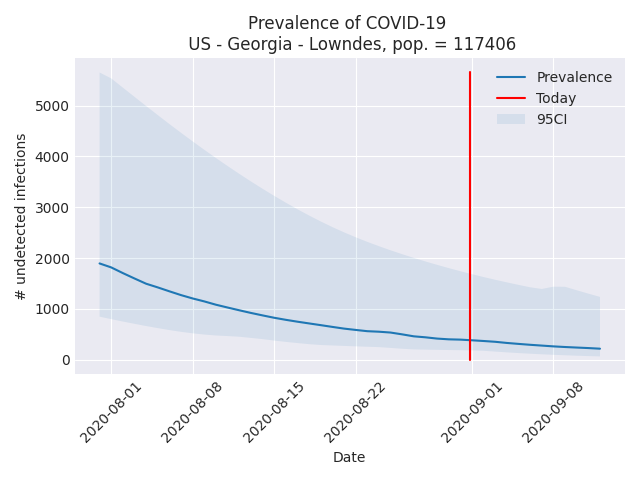 Prevalence of COVID-19
US - Georgia - Lowndes, pop. = 117406
Prevalence
Today
95CI
# undetected infections
5000
4000
3000
2000
1000
0
2020-08-01
2020-08-08
2020-08-15
2020-08-22
2020-09-01
2020-09-08
Date